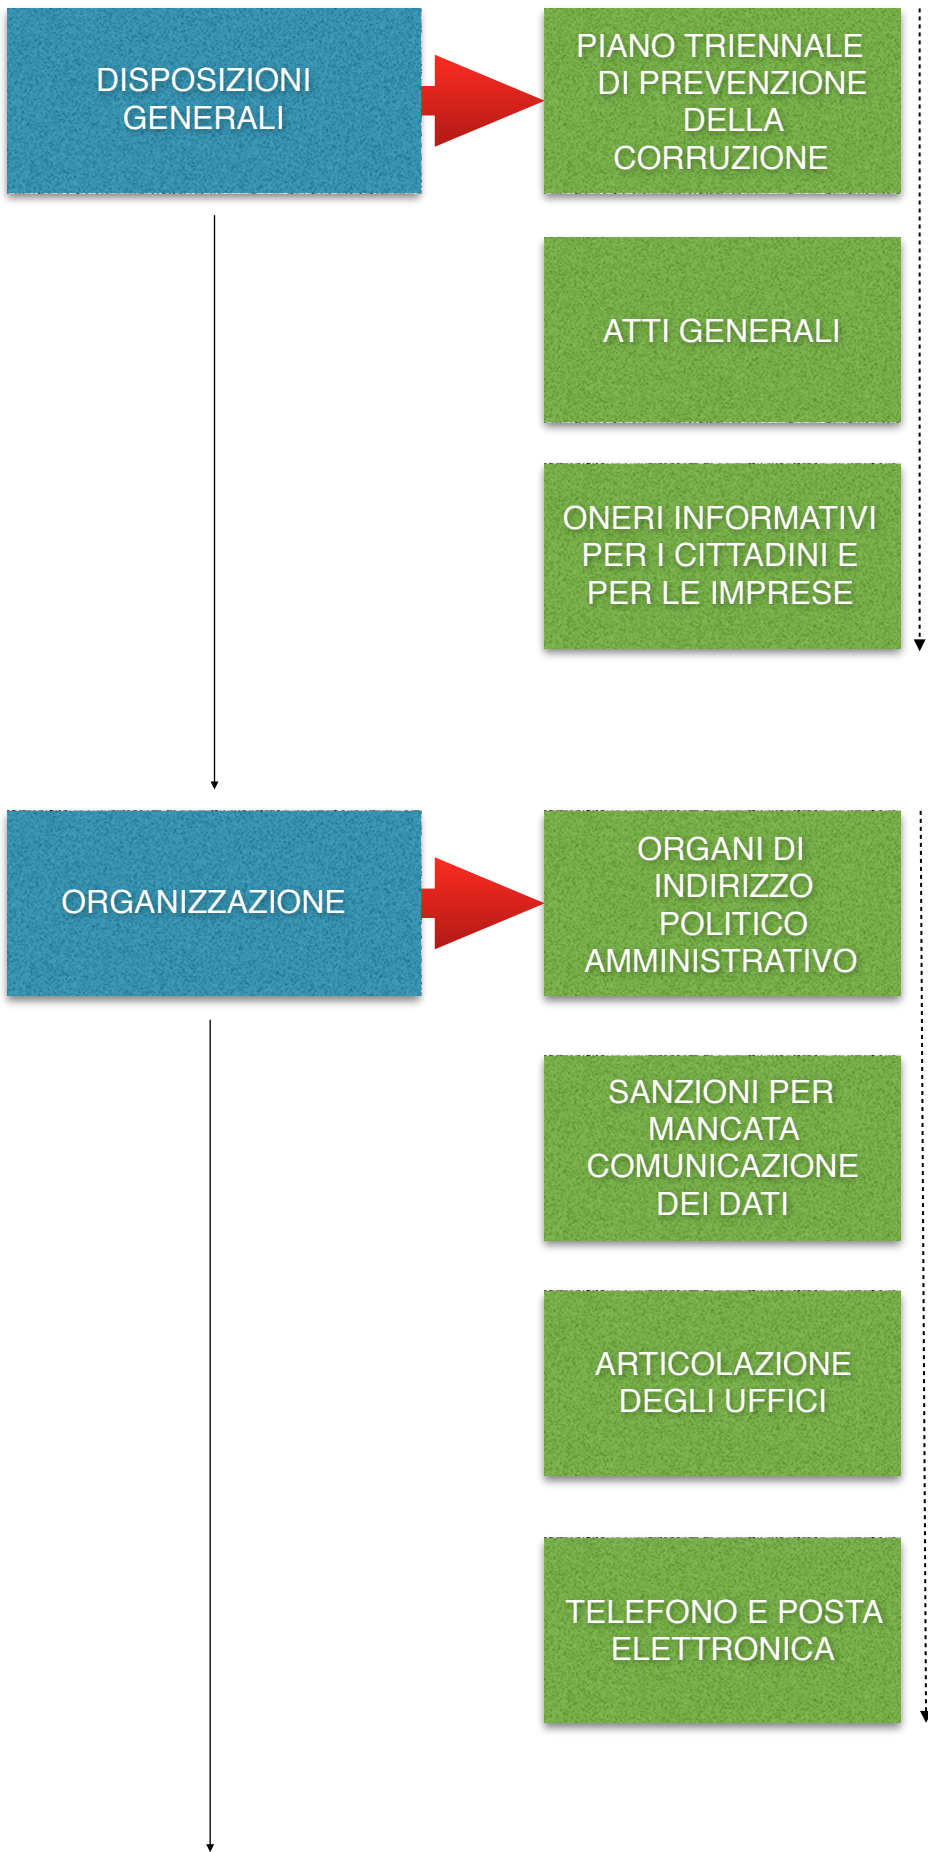 DISPOSIZIONI
GENERALI
PIANO TRIENNALE
DI PREVENZIONE
DELLA
CORRUZIONE
ATTI GENERALI
ONERI INFORMATIVI
PER I CITTADINI E
PER LE IMPRESE
ORGANIZZAZIONE
ORGANI DI
INDIRIZZO
POLITICO
AMMINISTRATIVO
SANZIONI PER
MANCATA
COMUNICAZIONE
DEI DATI
ARTICOLAZIONE
DEGLI UFFICI
TELEFONO E POSTA
ELETTRONICA